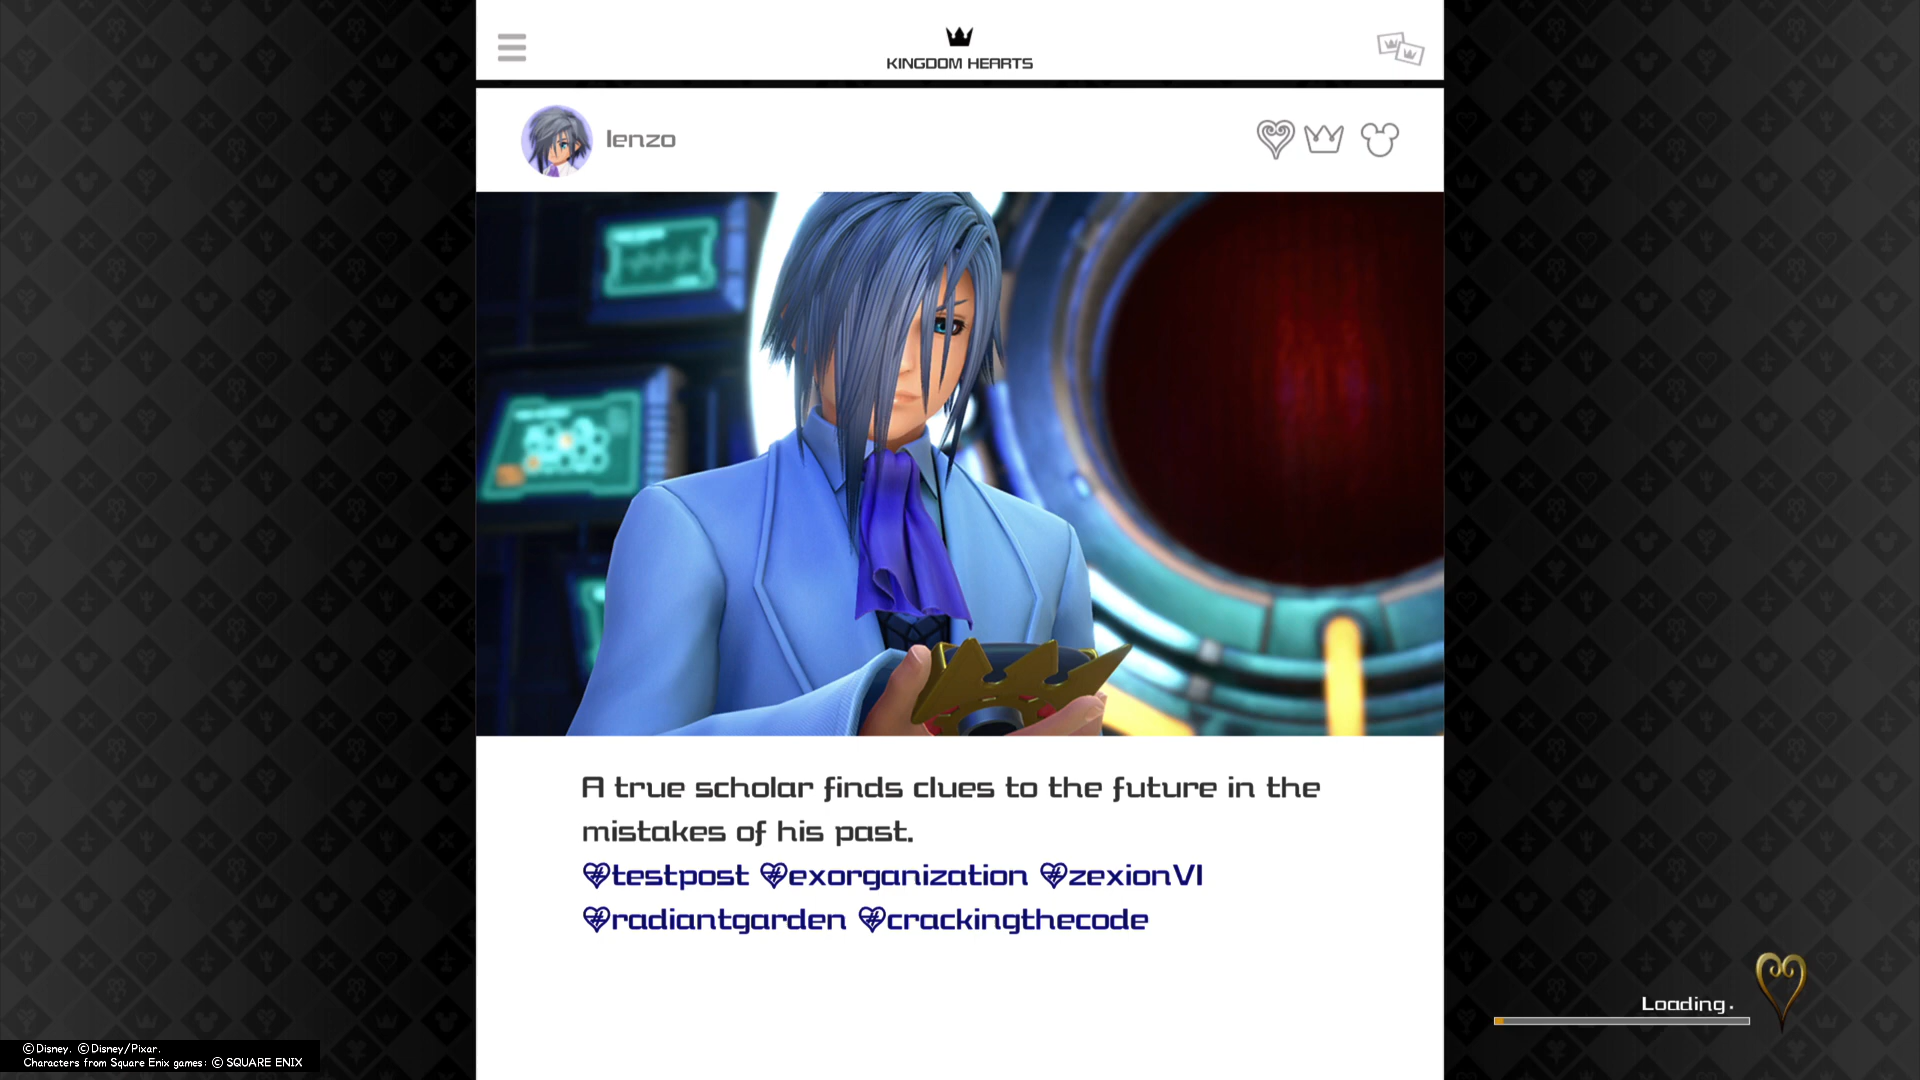 KINGDOM HEARTS
Ienzo
A true scholar finds clues to the future in the
mistakes of his past.
#testpost #exorganization #zexionVI
#radiantgarden #crackingthecode
Loading.
©Disney. ©Disney/Pixar.
Characters from Square Enix games: © SQUARE ENIX